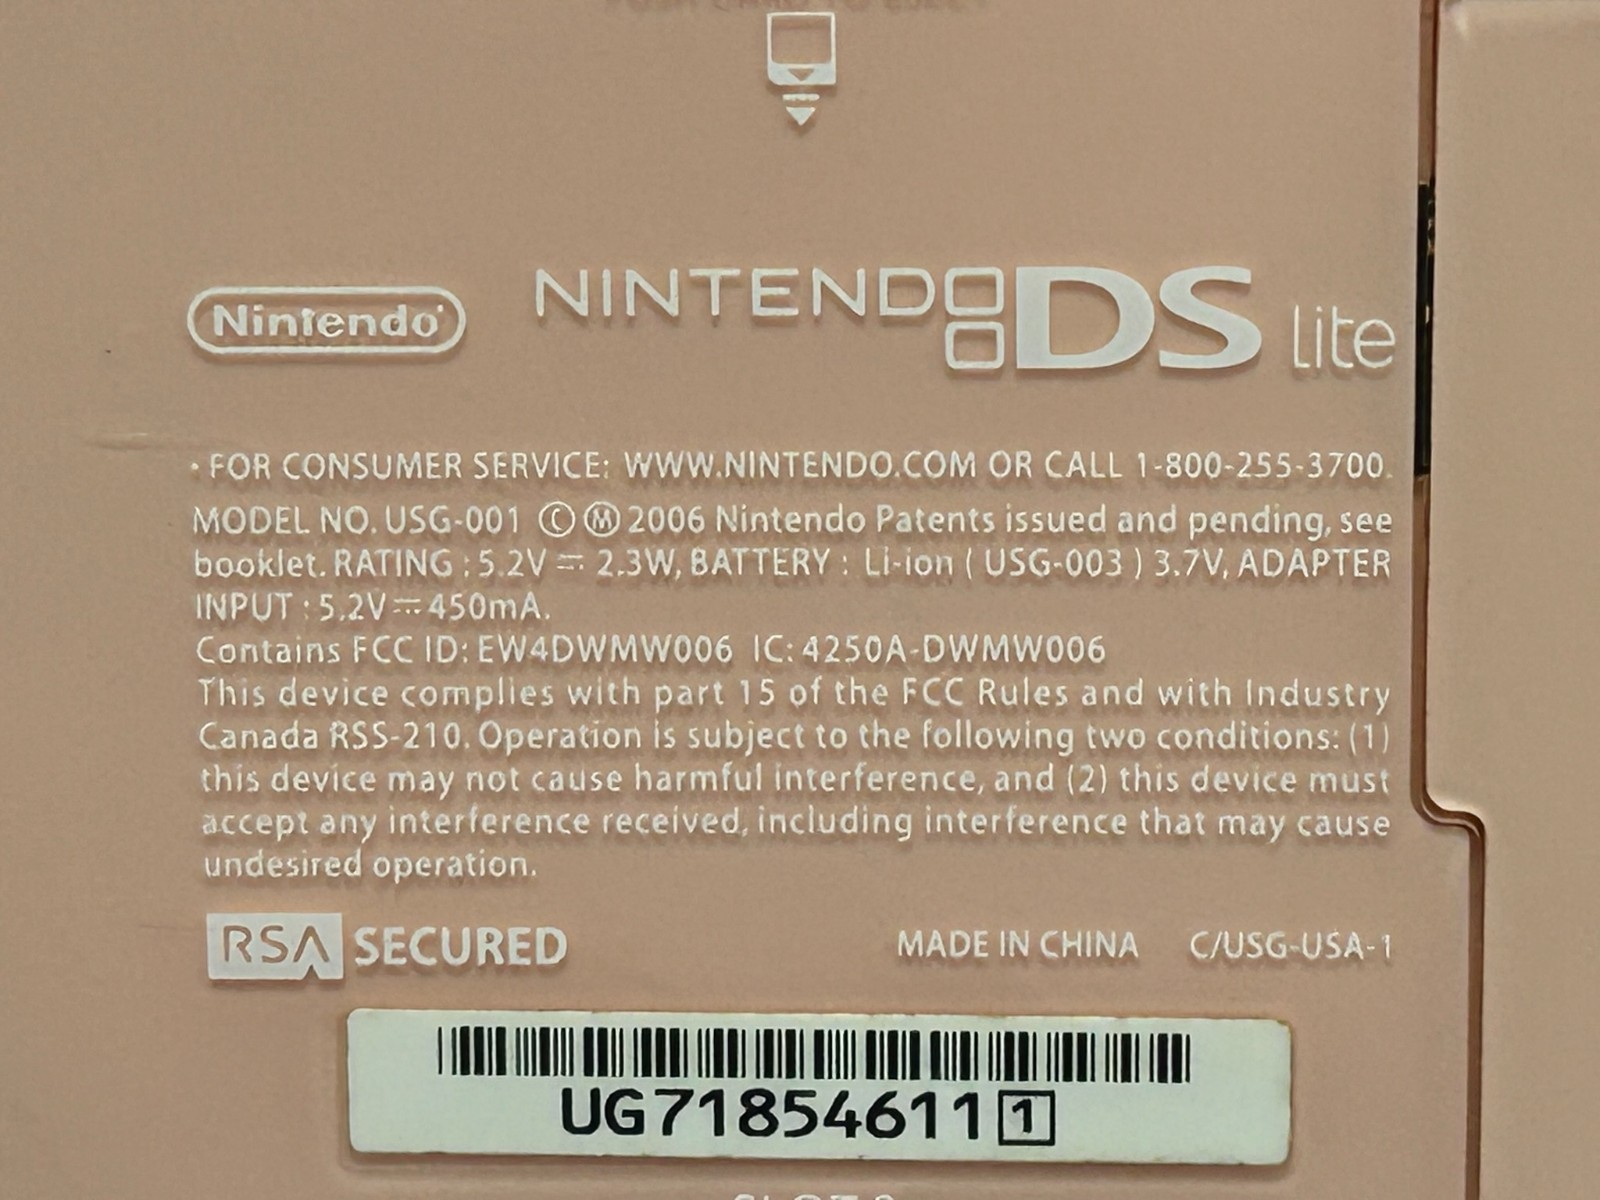 Nintendo
NINTENDO DS Lite
• FOR CONSUMER SERVICE: WWW.NINTENDO.COM OR CALL 1-800-255-3700.
MODEL NO. USG-001 Ⓒ Ⓜ 2006 Nintendo Patents issued and pending, see
booklet. RATING : 5.2V ⎓ 2.3W, BATTERY : Li-ion ( USG-003 ) 3.7V, ADAPTER
INPUT : 5.2V ⎓ 450mA.
Contains FCC ID: EW4DWMW006 IC: 4250A-DWMW006
This device complies with part 15 of the FCC Rules and with Industry
Canada RSS-210. Operation is subject to the following two conditions: (1)
this device may not cause harmful interference, and (2) this device must
accept any interference received, including interference that may cause
undesired operation.
RSA SECURED MADE IN CHINA C/USG-USA-1
UG71854611 1